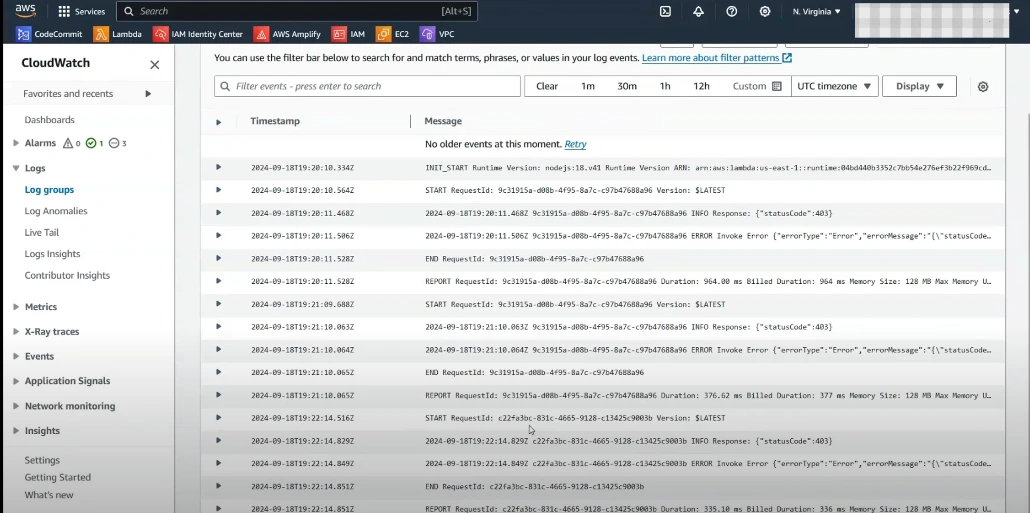 aws Services Search [Alt+S] N. Virginia
CodeCommit Lambda IAM Identity Center AWS Amplify IAM EC2 VPC
CloudWatch
Favorites and recents
Dashboards
Alarms 0 1 3
Logs
Log groups
Log Anomalies
Live Tail
Logs Insights
Contributor Insights
Metrics
X-Ray traces
Events
Application Signals
Network monitoring
Insights
Settings
Getting Started
What's new
You can use the filter bar below to search for and match terms, phrases, or values in your log events. Learn more about filter patterns
Filter events - press enter to search Clear 1m 30m 1h 12h Custom UTC timezone Display
Timestamp Message
No older events at this moment. Retry
2024-09-18T19:20:10.334Z INIT_START Runtime Version: nodejs:18.v41 Runtime Version ARN: arn:aws:lambda:us-east-1::runtime:04bd440b3352c7bb54e276ef3b22f969cd…
2024-09-18T19:20:10.564Z START RequestId: 9c31915a-d08b-4f95-8a7c-c97b47688a96 Version: $LATEST
2024-09-18T19:20:11.468Z 2024-09-18T19:20:11.468Z 9c31915a-d08b-4f95-8a7c-c97b47688a96 INFO Response: {"statusCode":403}
2024-09-18T19:20:11.506Z 2024-09-18T19:20:11.506Z 9c31915a-d08b-4f95-8a7c-c97b47688a96 ERROR Invoke Error {"errorType":"Error","errorMessage":"{\"statusCode…
2024-09-18T19:20:11.528Z END RequestId: 9c31915a-d08b-4f95-8a7c-c97b47688a96
2024-09-18T19:20:11.528Z REPORT RequestId: 9c31915a-d08b-4f95-8a7c-c97b47688a96 Duration: 964.00 ms Billed Duration: 964 ms Memory Size: 128 MB Max Memory U…
2024-09-18T19:21:09.688Z START RequestId: 9c31915a-d08b-4f95-8a7c-c97b47688a96 Version: $LATEST
2024-09-18T19:21:10.063Z 2024-09-18T19:21:10.063Z 9c31915a-d08b-4f95-8a7c-c97b47688a96 INFO Response: {"statusCode":403}
2024-09-18T19:21:10.064Z 2024-09-18T19:21:10.064Z 9c31915a-d08b-4f95-8a7c-c97b47688a96 ERROR Invoke Error {"errorType":"Error","errorMessage":"{\"statusCode…
2024-09-18T19:21:10.065Z END RequestId: 9c31915a-d08b-4f95-8a7c-c97b47688a96
2024-09-18T19:21:10.065Z REPORT RequestId: 9c31915a-d08b-4f95-8a7c-c97b47688a96 Duration: 376.62 ms Billed Duration: 377 ms Memory Size: 128 MB Max Memory U…
2024-09-18T19:22:14.516Z START RequestId: c22fa3bc-831c-4665-9128-c13425c9003b Version: $LATEST
2024-09-18T19:22:14.829Z 2024-09-18T19:22:14.829Z c22fa3bc-831c-4665-9128-c13425c9003b INFO Response: {"statusCode":403}
2024-09-18T19:22:14.849Z 2024-09-18T19:22:14.849Z c22fa3bc-831c-4665-9128-c13425c9003b ERROR Invoke Error {"errorType":"Error","errorMessage":"{\"statusCode…
2024-09-18T19:22:14.851Z END RequestId: c22fa3bc-831c-4665-9128-c13425c9003b
2024-09-18T19:22:14.851Z REPORT RequestId: c22fa3bc-831c-4665-9128-c13425c9003b Duration: 335.10 ms Billed Duration: 336 ms Memory Size: 128 MB Max Memory U…